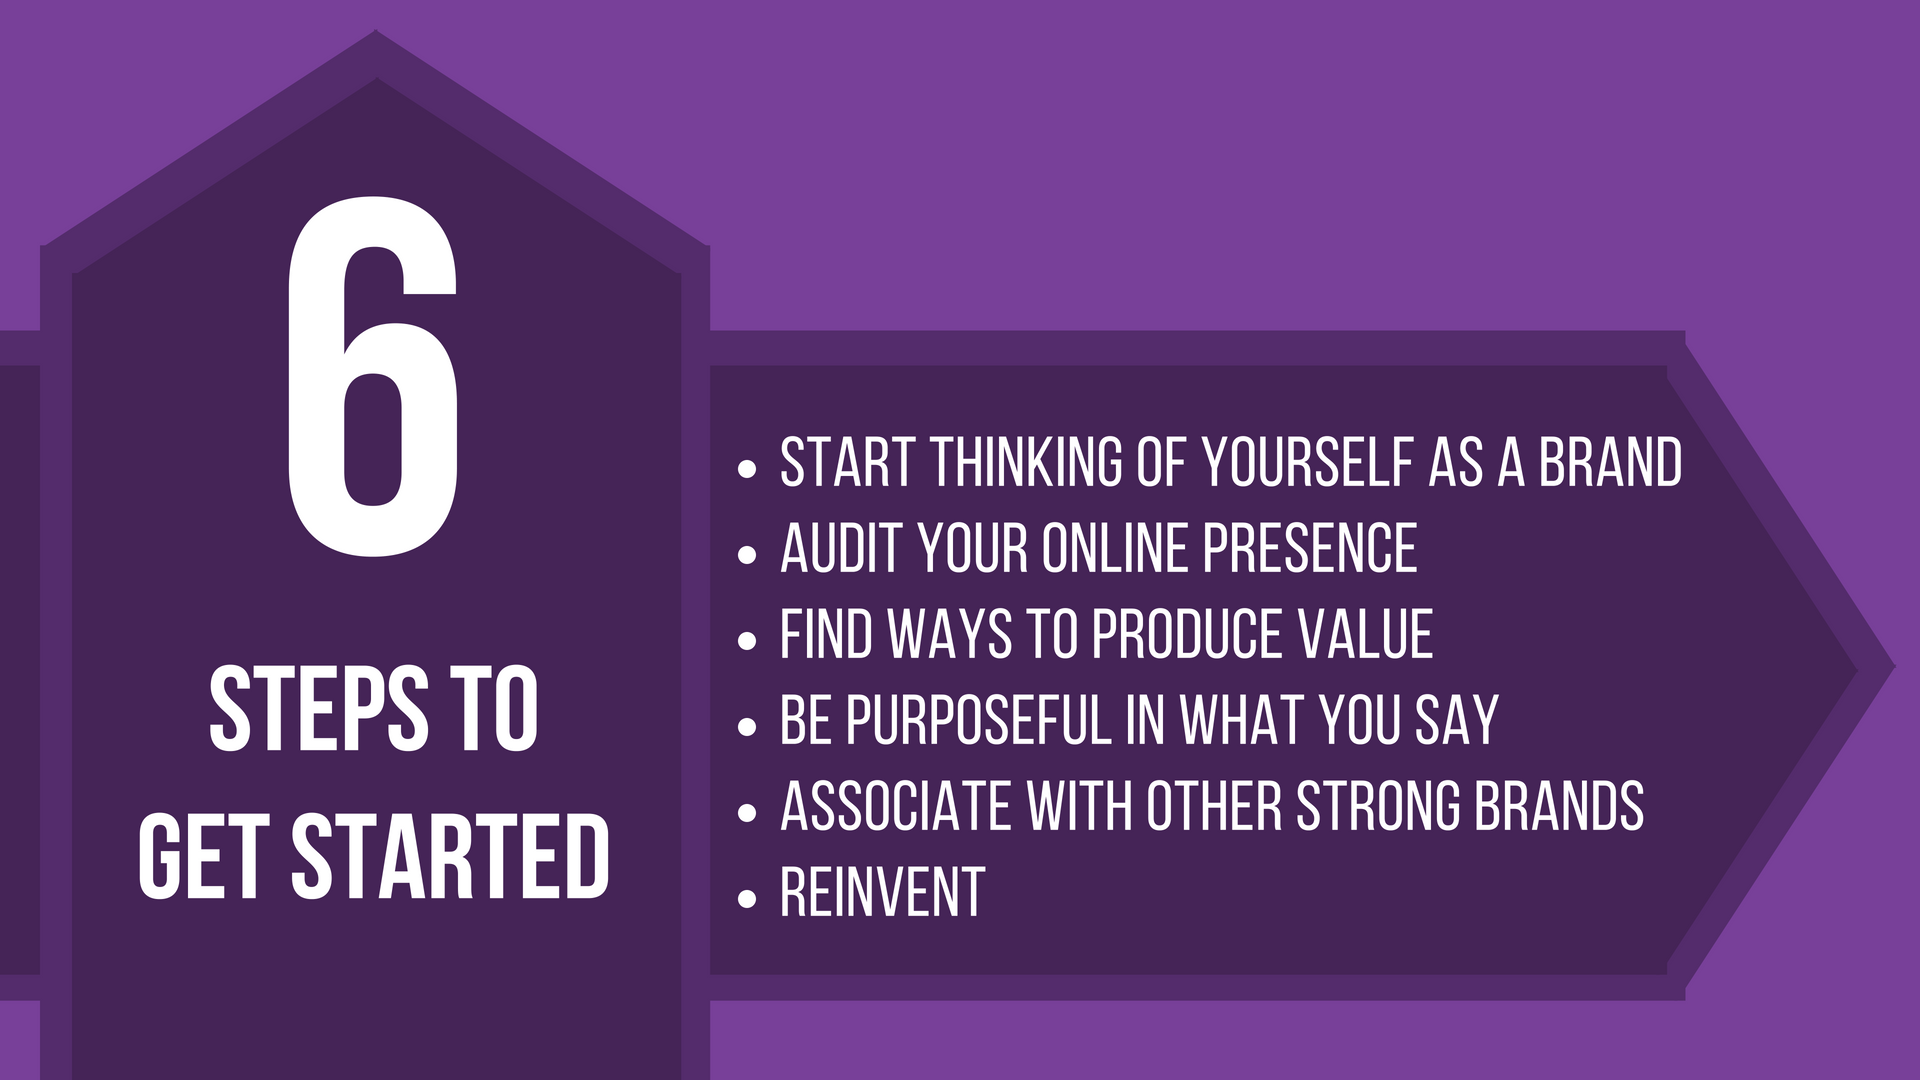 6
STEPS TO
GET STARTED
• START THINKING OF YOURSELF AS A BRAND
• AUDIT YOUR ONLINE PRESENCE
• FIND WAYS TO PRODUCE VALUE
• BE PURPOSEFUL IN WHAT YOU SAY
• ASSOCIATE WITH OTHER STRONG BRANDS
• REINVENT